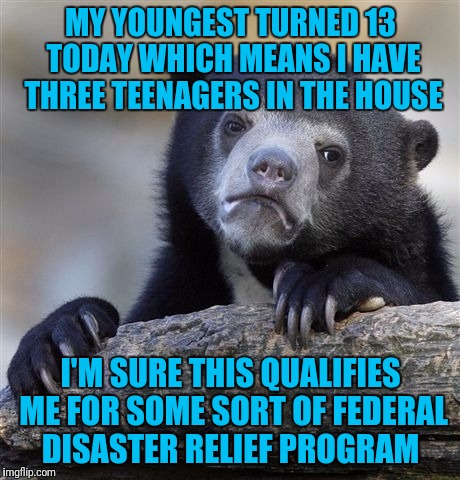 MY YOUNGEST TURNED 13
TODAY WHICH MEANS I HAVE
THREE TEENAGERS IN THE HOUSE
I'M SURE THIS QUALIFIES
ME FOR SOME SORT OF FEDERAL
DISASTER RELIEF PROGRAM
imgflip.com